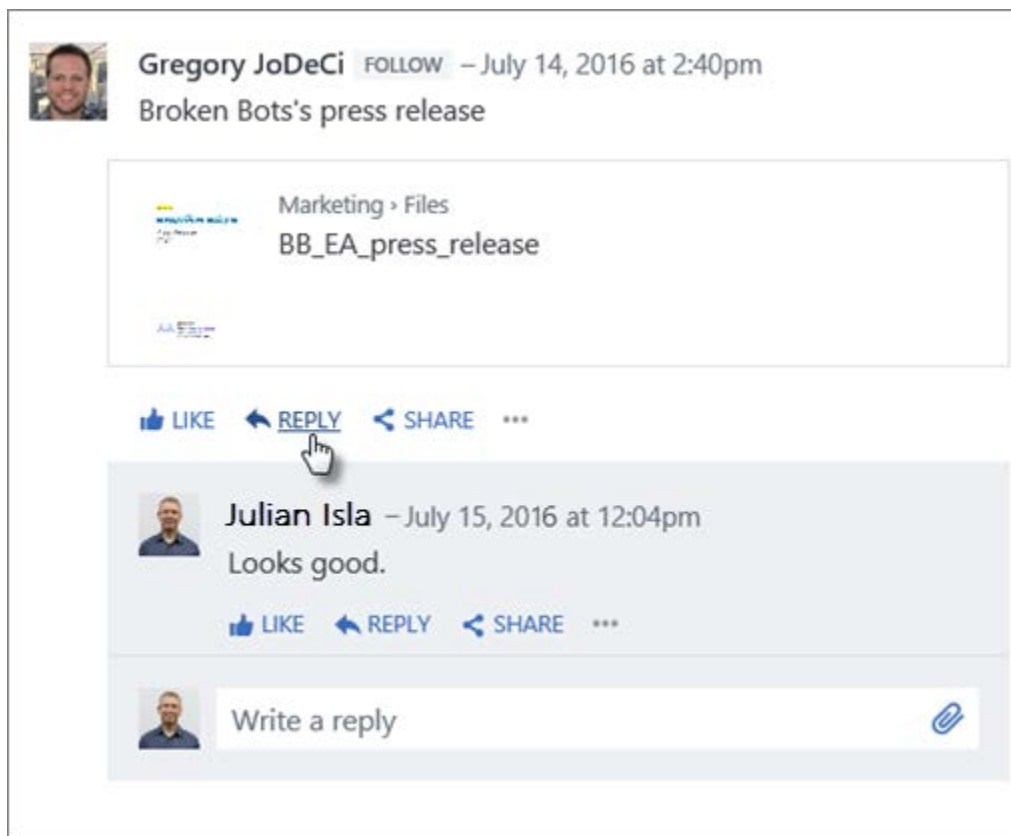 Gregory JoDeCi FOLLOW – July 14, 2016 at 2:40pm
Broken Bots's press release
Marketing › Files
BB_EA_press_release
LIKE REPLY SHARE •••
Julian Isla – July 15, 2016 at 12:04pm
Looks good.
LIKE REPLY SHARE •••
Write a reply